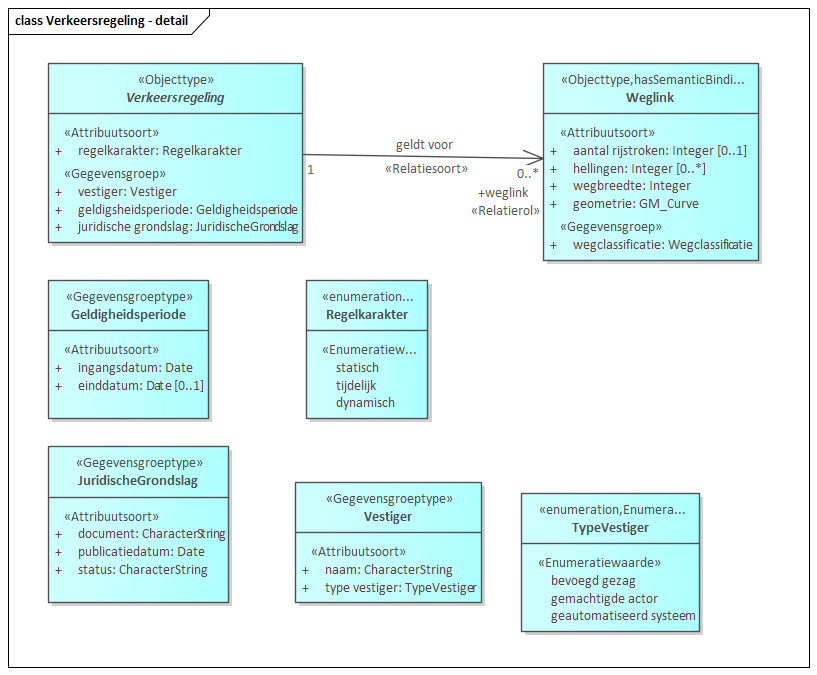 class Verkeersregeling - detail
«Objecttype»
Verkeersregeling
«Attribuutsoort»
+ regelkarakter: Regelkarakter
«Gegevensgroep»
+ vestiger: Vestiger
+ geldigsheidsperiode: Geldigheidsperiode
+ juridische grondslag: JuridischeGrondslag
geldt voor
1
«Relatiesoort»
0..*
+weglink
«Relatierol»
«Objecttype,hasSemanticBindi...
Weglink
«Attribuutsoort»
+ aantal rijstroken: Integer [0..1]
+ hellingen: Integer [0..*]
+ wegbreedte: Integer
+ geometrie: GM_Curve
«Gegevensgroep»
+ wegclassificatie: Wegclassificatie
«Gegevensgroeptype»
Geldigheidsperiode
«Attribuutsoort»
+ ingangsdatum: Date
+ einddatum: Date [0..1]
«enumeration...
Regelkarakter
«Enumeratiew...
statisch
tijdelijk
dynamisch
«Gegevensgroeptype»
JuridischeGrondslag
«Attribuutsoort»
+ document: CharacterString
+ publicatiedatum: Date
+ status: CharacterString
«Gegevensgroeptype»
Vestiger
«Attribuutsoort»
+ naam: CharacterString
+ type vestiger: TypeVestiger
«enumeration,Enumera...
TypeVestiger
«Enumeratiewaarde»
bevoegd gezag
gemachtigde actor
geautomatiseerd systeem